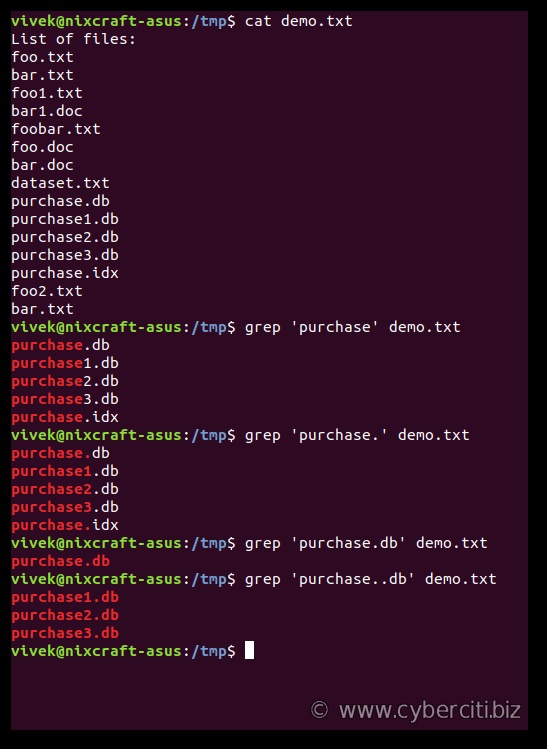 vivek@nixcraft-asus:/tmp$ cat demo.txt
List of files:
foo.txt
bar.txt
foo1.txt
bar1.doc
foobar.txt
foo.doc
bar.doc
dataset.txt
purchase.db
purchase1.db
purchase2.db
purchase3.db
purchase.idx
foo2.txt
bar.txt
vivek@nixcraft-asus:/tmp$ grep 'purchase' demo.txt
purchase.db
purchase1.db
purchase2.db
purchase3.db
purchase.idx
vivek@nixcraft-asus:/tmp$ grep 'purchase.' demo.txt
purchase.db
purchase1.db
purchase2.db
purchase3.db
purchase.idx
vivek@nixcraft-asus:/tmp$ grep 'purchase.db' demo.txt
purchase.db
vivek@nixcraft-asus:/tmp$ grep 'purchase..db' demo.txt
purchase1.db
purchase2.db
purchase3.db
vivek@nixcraft-asus:/tmp$
© www.cyberciti.biz